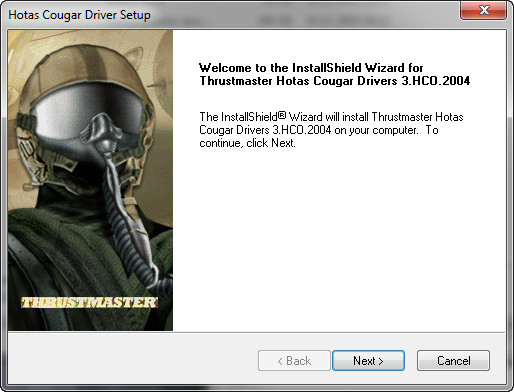 Hotas Cougar Driver Setup
Welcome to the InstallShield Wizard for
Thrustmaster Hotas Cougar Drivers 3.HCO.2004
The InstallShield® Wizard will install Thrustmaster Hotas
Cougar Drivers 3.HCO.2004 on your computer. To
continue, click Next.
THRUSTMASTER
< Back
Next >
Cancel